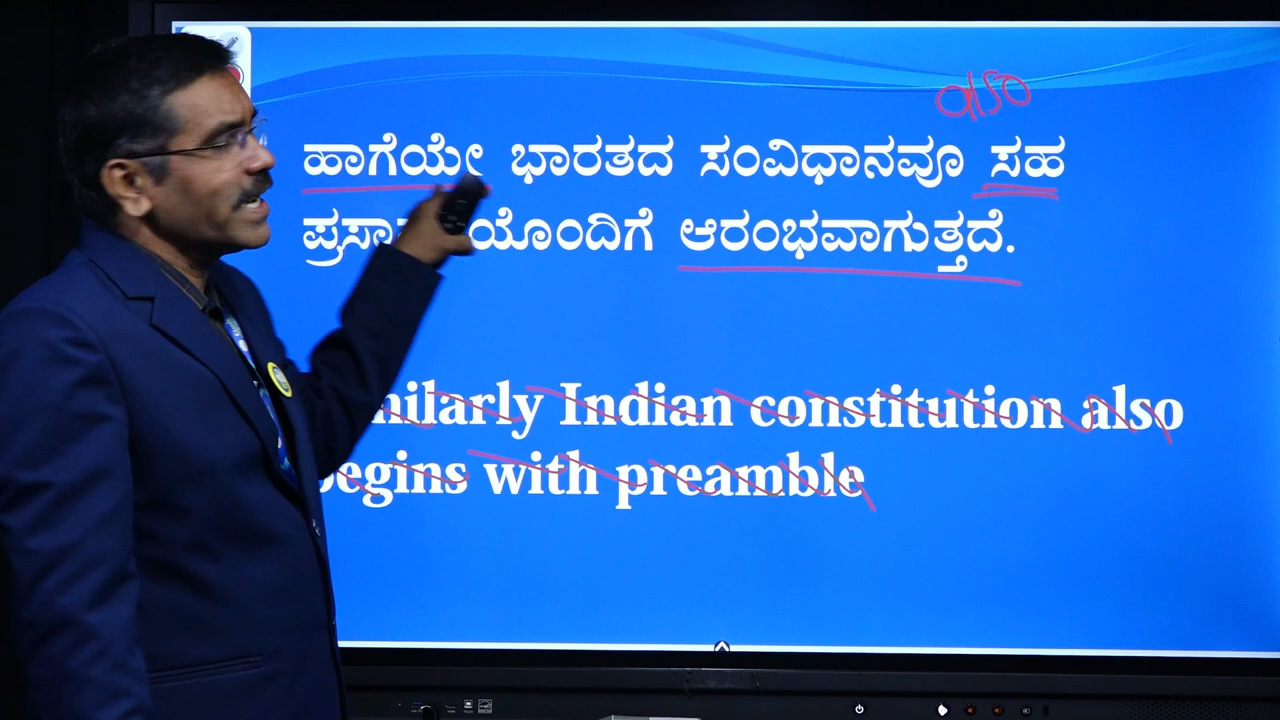 also
ಹಾಗೆಯೇ ಭಾರತದ ಸಂವಿಧಾನವೂ ಸಹ
ಆರಂಭವಾಗುತ್ತದೆ.
Indian constitution also
with preamble